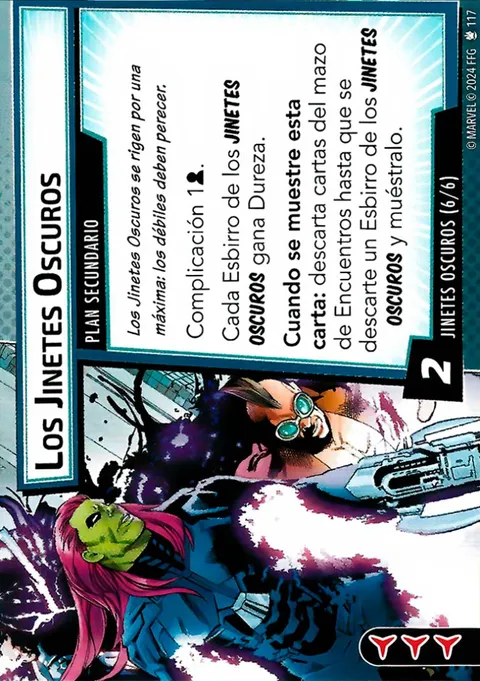 LOS JINETES OSCUROS
PLAN SECUNDARIO
Los Jinetes Oscuros se rigen por una
máxima: los débiles deben perecer.
Complicación 1.
Cada Esbirro de los JINETES
OSCUROS gana Dureza.
Cuando se muestre esta
carta: descarta cartas del mazo
de Encuentros hasta que se
descarte un Esbirro de los JINETES
OSCUROS y muéstralo.
2
JINETES OSCUROS (6/6)
© MARVEL © 2024 FFG 117